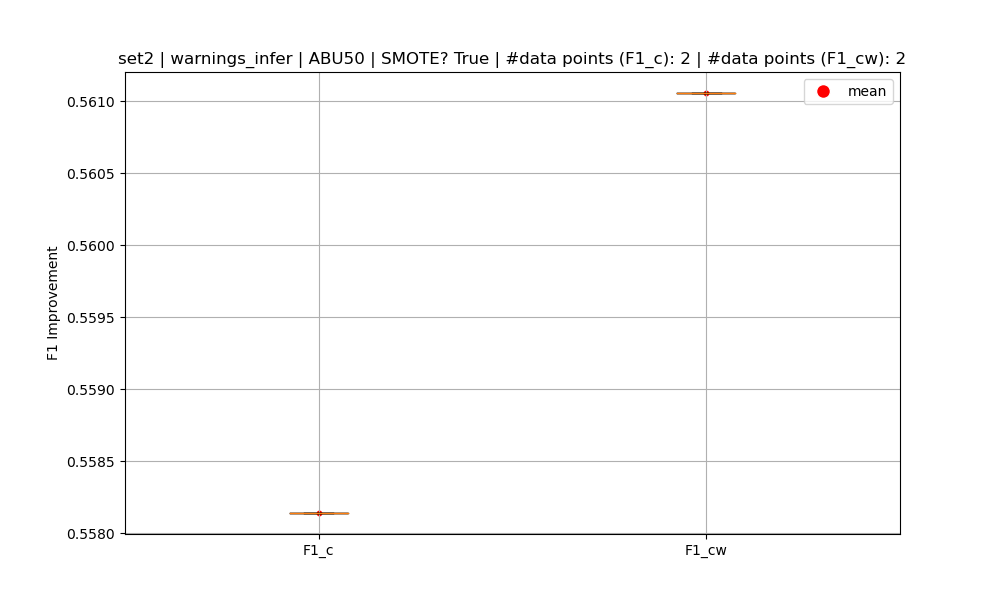 set2 | warnings_infer | ABU50 | SMOTE? True | #data points (F1_c): 2 | #data points (F1_cw): 2
mean
0.5610
0.5605
0.5600
0.5595
0.5590
0.5585
0.5580
F1 Improvement
F1_c
F1_cw